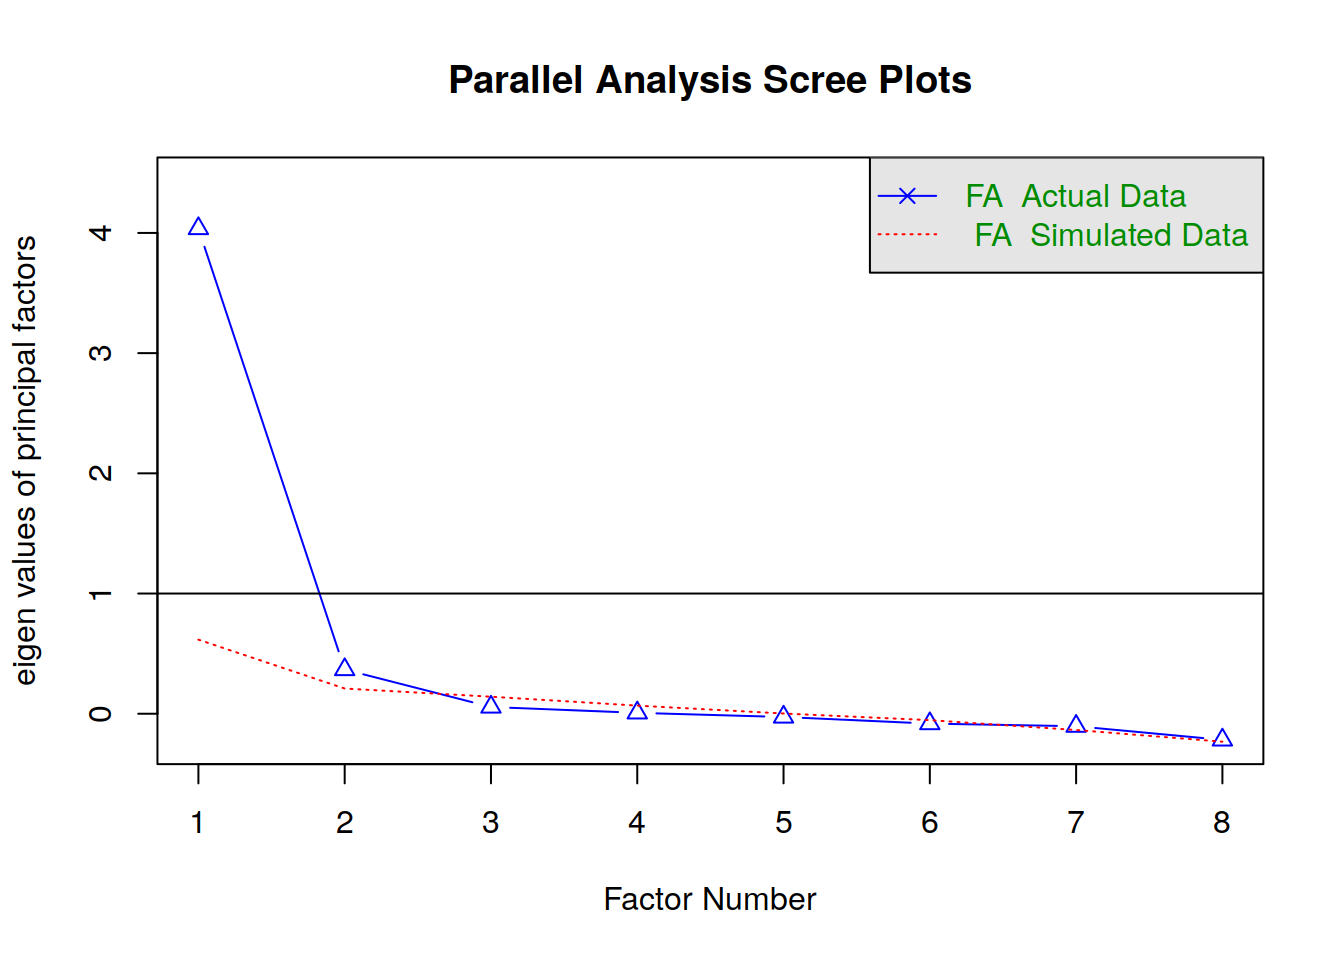 Parallel Analysis Scree Plots
FA  Actual Data
FA  Simulated Data
eigen values of principal factors
4
3
2
1
0
1 2 3 4 5 6 7 8
Factor Number